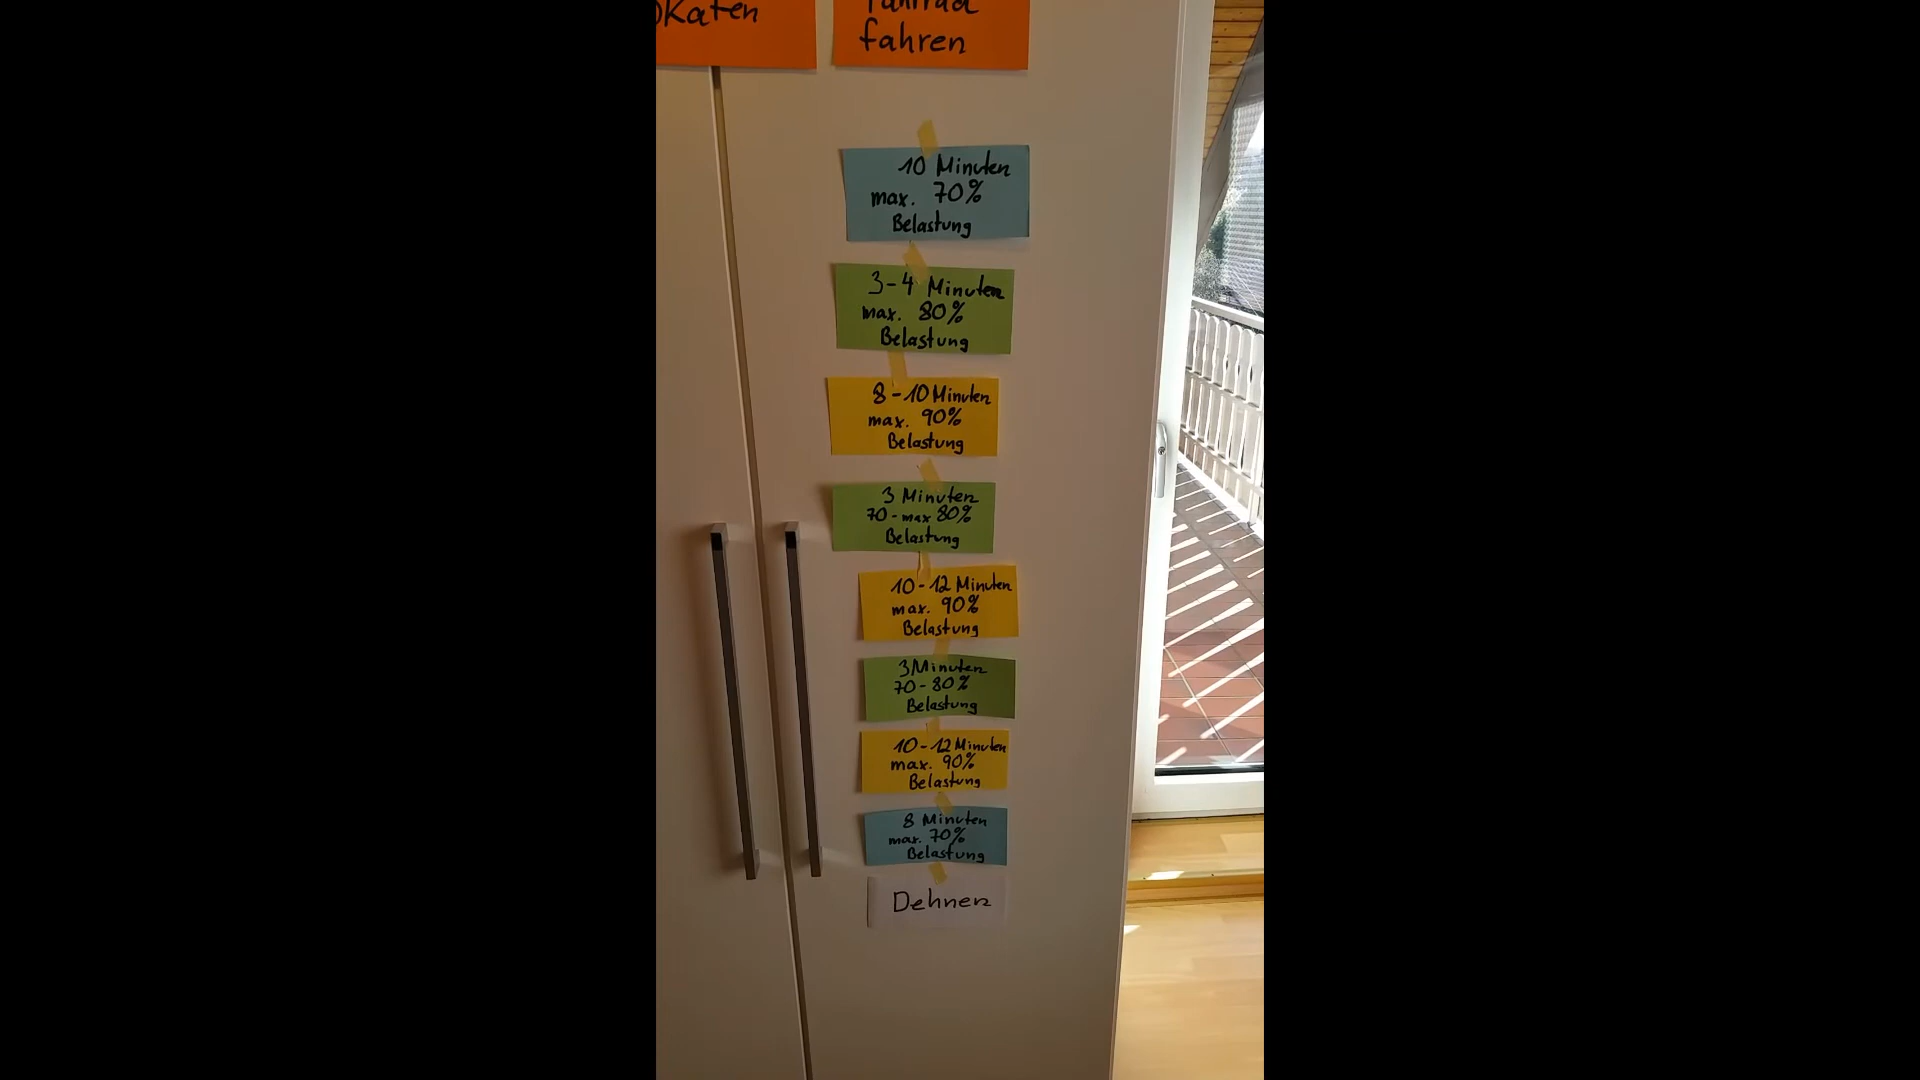 fahren
10 Minuten
max. 70%
Belastung
3-4 Minuten
max. 80%
Belastung
8-10 Minuten
max. 90%
Belastung
3 Minuten
70-max 80%
Belastung
10-12 Minuten
max. 90%
Belastung
3 Minuten
70-80%
Belastung
10-12 Minuten
max. 90%
Belastung
8 Minuten
max. 70%
Belastung
Dehnen